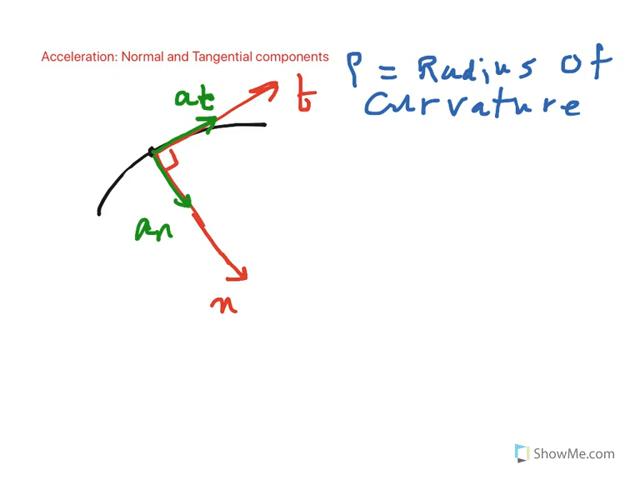 Acceleration: Normal and Tangential components
ρ = Radius Of
Curvature
at
t
an
n
ShowMe.com